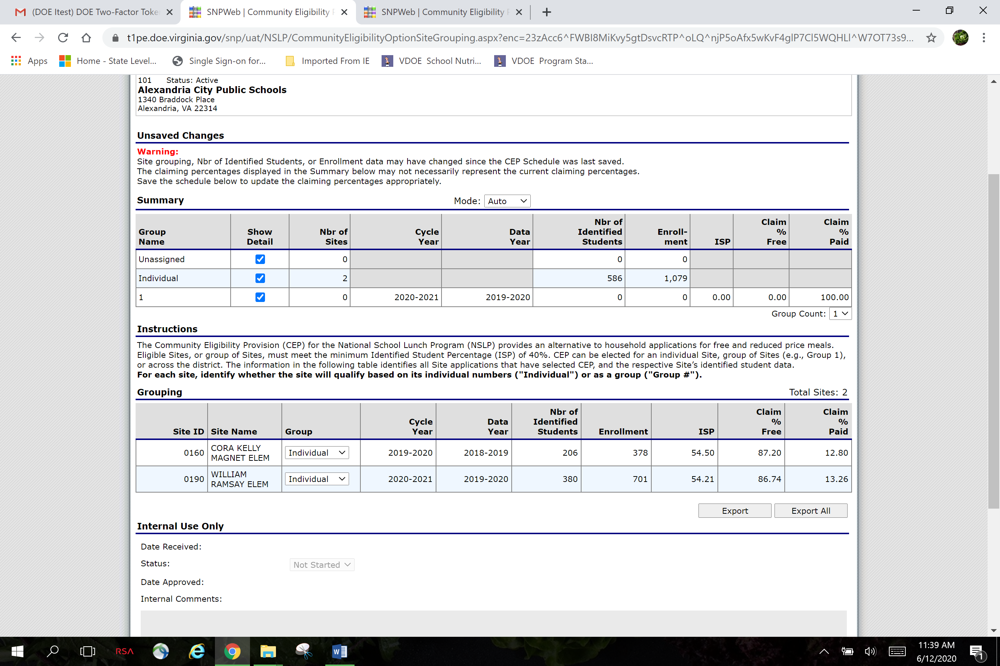 (DOE Itest) DOE Two-Factor Toke
SNPWeb | Community Eligibility P
SNPWeb | Community Eligibility P
t1pe.doe.virginia.gov/snp/uat/NSLP/CommunityEligibilityOptionSiteGrouping.aspx?enc=23zAcc6^FWBI8MiKvy5gtDsvcRTP^oLQ^njP5oAfx5wKvF4glP7Cl5WQHLl^W7OT73s9...
Apps Home - State Level... Single Sign-on for... Imported From IE VDOE School Nutri... VDOE Program Sta...
101 Status: Active
Alexandria City Public Schools
1340 Braddock Place
Alexandria, VA 22314
Unsaved Changes
Warning:
Site grouping, Nbr of Identified Students, or Enrollment data may have changed since the CEP Schedule was last saved.
The claiming percentages displayed in the Summary below may not necessarily represent the current claiming percentages.
Save the schedule below to update the claiming percentages appropriately.
Summary Mode: Auto
Group Name Show Detail Nbr of Sites Cycle Year Data Year Nbr of Identified Students Enroll-ment ISP Claim % Free Claim % Paid
Unassigned 0 0 0
Individual 2 586 1,079
1 0 2020-2021 2019-2020 0 0 0.00 0.00 100.00
Group Count: 1
Instructions
The Community Eligibility Provision (CEP) for the National School Lunch Program (NSLP) provides an alternative to household applications for free and reduced price meals.
Eligible Sites, or group of Sites, must meet the minimum Identified Student Percentage (ISP) of 40%. CEP can be elected for an individual Site, group of Sites (e.g., Group 1),
or across the district. The information in the following table identifies all Site applications that have selected CEP, and the respective Site's identified student data.
For each site, identify whether the site will qualify based on its individual numbers ("Individual") or as a group ("Group #").
Grouping Total Sites: 2
Site ID Site Name Group Cycle Year Data Year Nbr of Identified Students Enrollment ISP Claim % Free Claim % Paid
0160 CORA KELLY MAGNET ELEM Individual 2019-2020 2018-2019 206 378 54.50 87.20 12.80
0190 WILLIAM RAMSAY ELEM Individual 2020-2021 2019-2020 380 701 54.21 86.74 13.26
Export Export All
Internal Use Only
Date Received:
Status: Not Started
Date Approved:
Internal Comments:
RSA
11:39 AM
6/12/2020
1